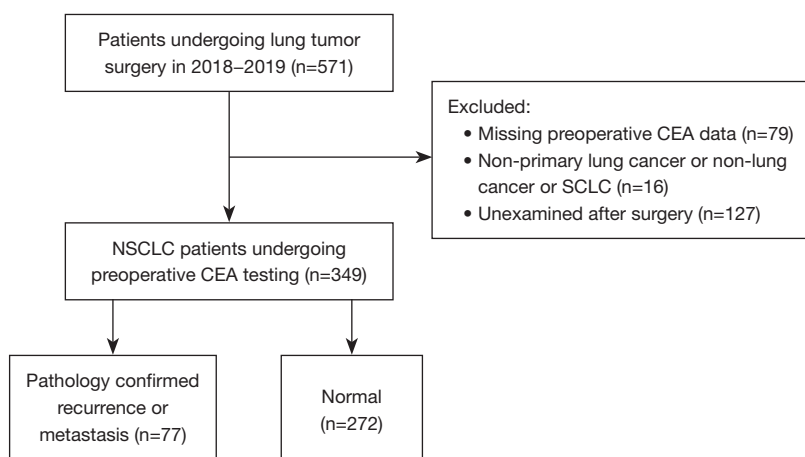 Patients undergoing lung tumor
surgery in 2018–2019 (n=571)
Excluded:
• Missing preoperative CEA data (n=79)
• Non-primary lung cancer or non-lung
cancer or SCLC (n=16)
• Unexamined after surgery (n=127)
NSCLC patients undergoing
preoperative CEA testing (n=349)
Pathology confirmed
recurrence or
metastasis (n=77)
Normal
(n=272)